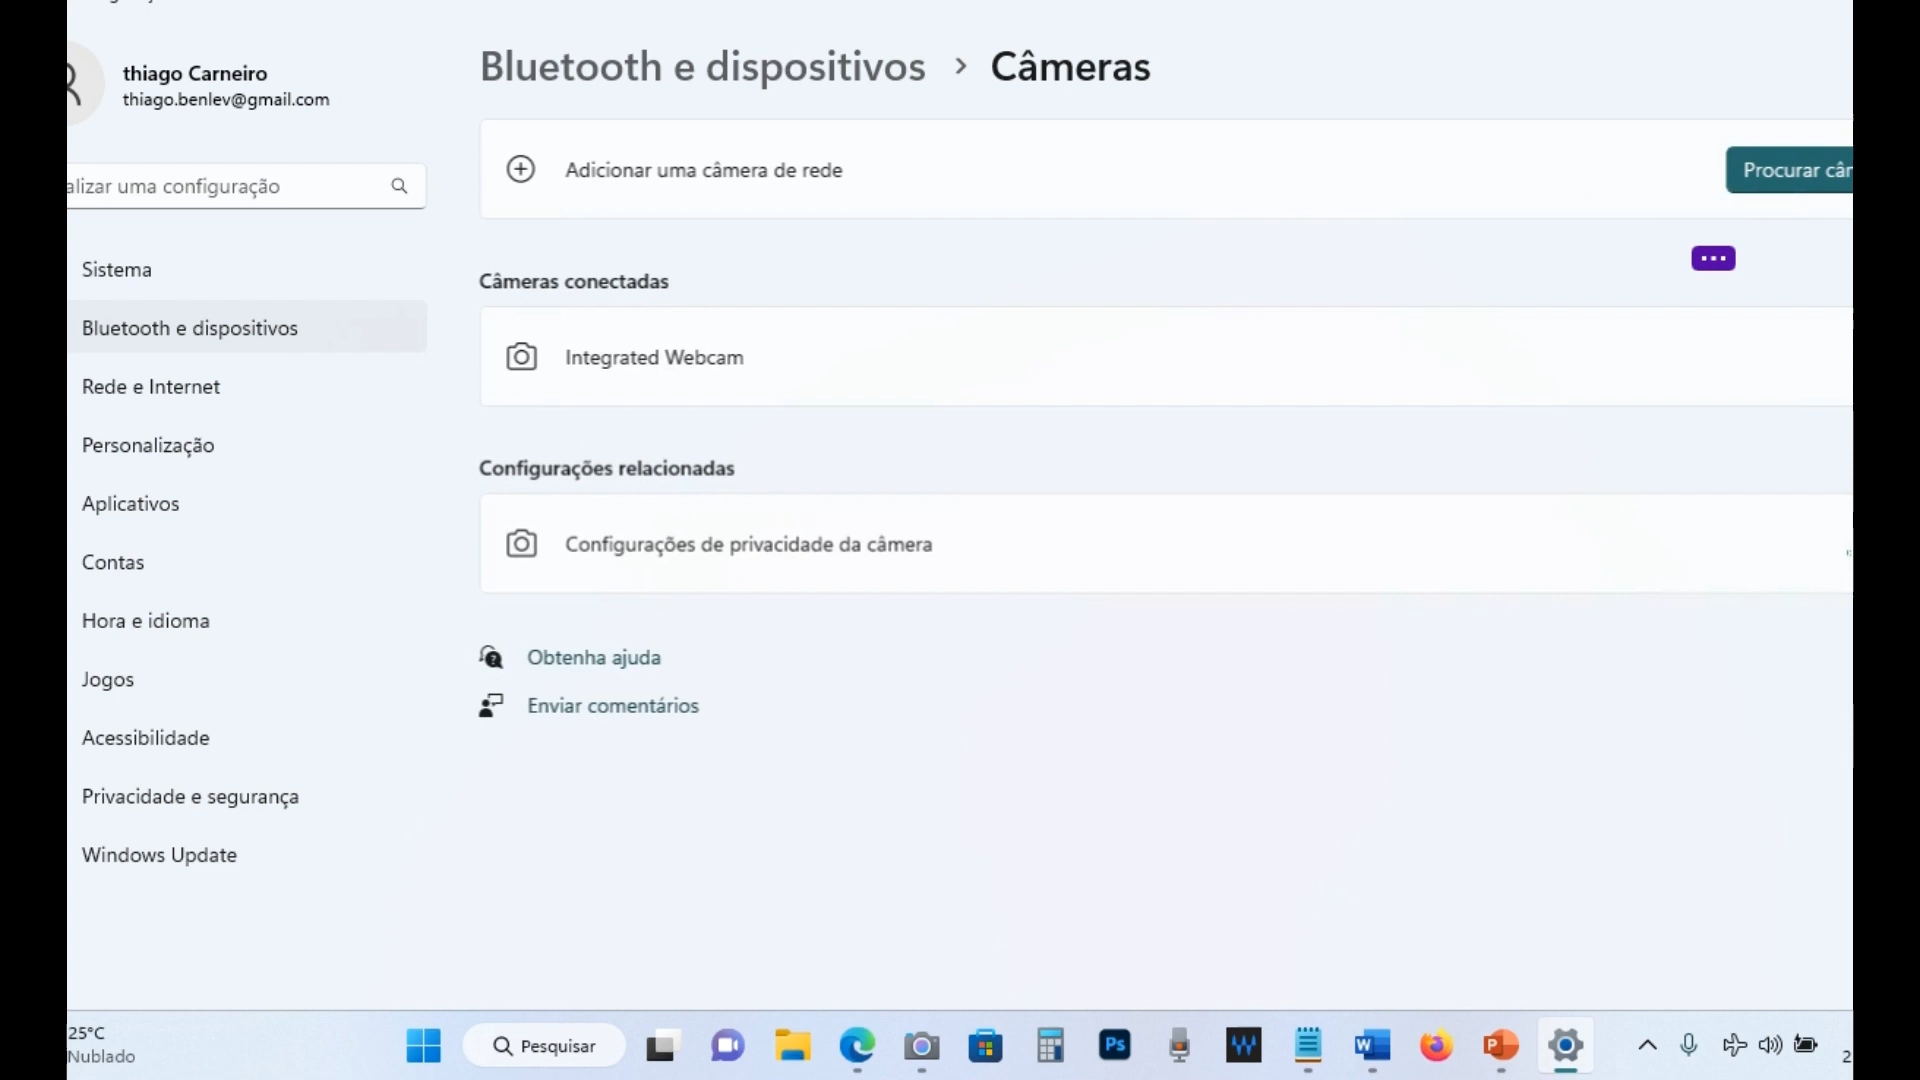 thiago Carneiro
thiago.benlev@gmail.com
alizar uma configuração
Sistema
Bluetooth e dispositivos
Rede e Internet
Personalização
Aplicativos
Contas
Hora e idioma
Jogos
Acessibilidade
Privacidade e segurança
Windows Update
Bluetooth e dispositivos > Câmeras
Adicionar uma câmera de rede
Procurar
Câmeras conectadas
Integrated Webcam
Configurações relacionadas
Configurações de privacidade da câmera
Obtenha ajuda
Enviar comentários
25°C
Nublado
Pesquisar
Ps
W
P
2